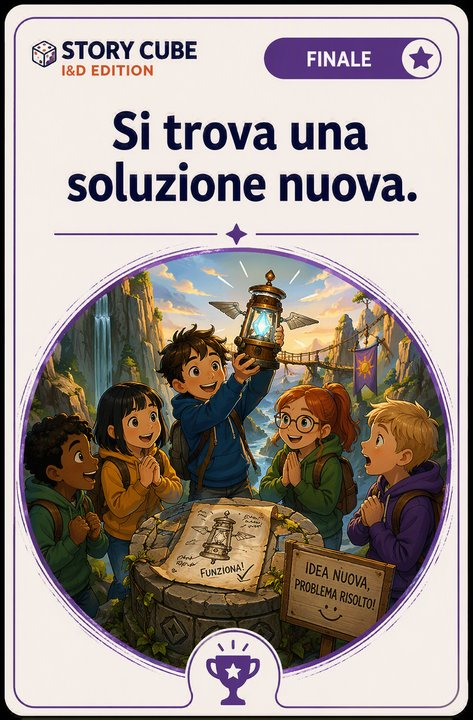 STORY CUBE
I&D EDITION
FINALE
Si trova una
soluzione nuova.
FUNZIONA!
IDEA NUOVA,
PROBLEMA RISOLTO!